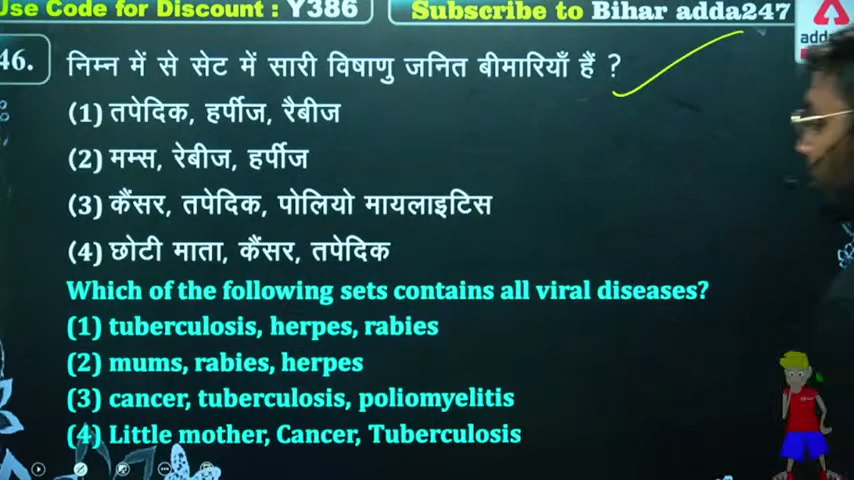 Use Code for Discount : Y386
Subscribe to Bihar adda247
46.
निम्न में से सेट में सारी विषाणु जनित बीमारियाँ हैं ?
(1) तपेदिक, हर्पीज, रैबीज
(2) मम्स, रेबीज, हर्पीज
(3) कैंसर, तपेदिक, पोलियो मायलाइटिस
(4) छोटी माता, कैंसर, तपेदिक
Which of the following sets contains all viral diseases?
(1) tuberculosis, herpes, rabies
(2) mums, rabies, herpes
(3) cancer, tuberculosis, poliomyelitis
(4) Little mother, Cancer, Tuberculosis